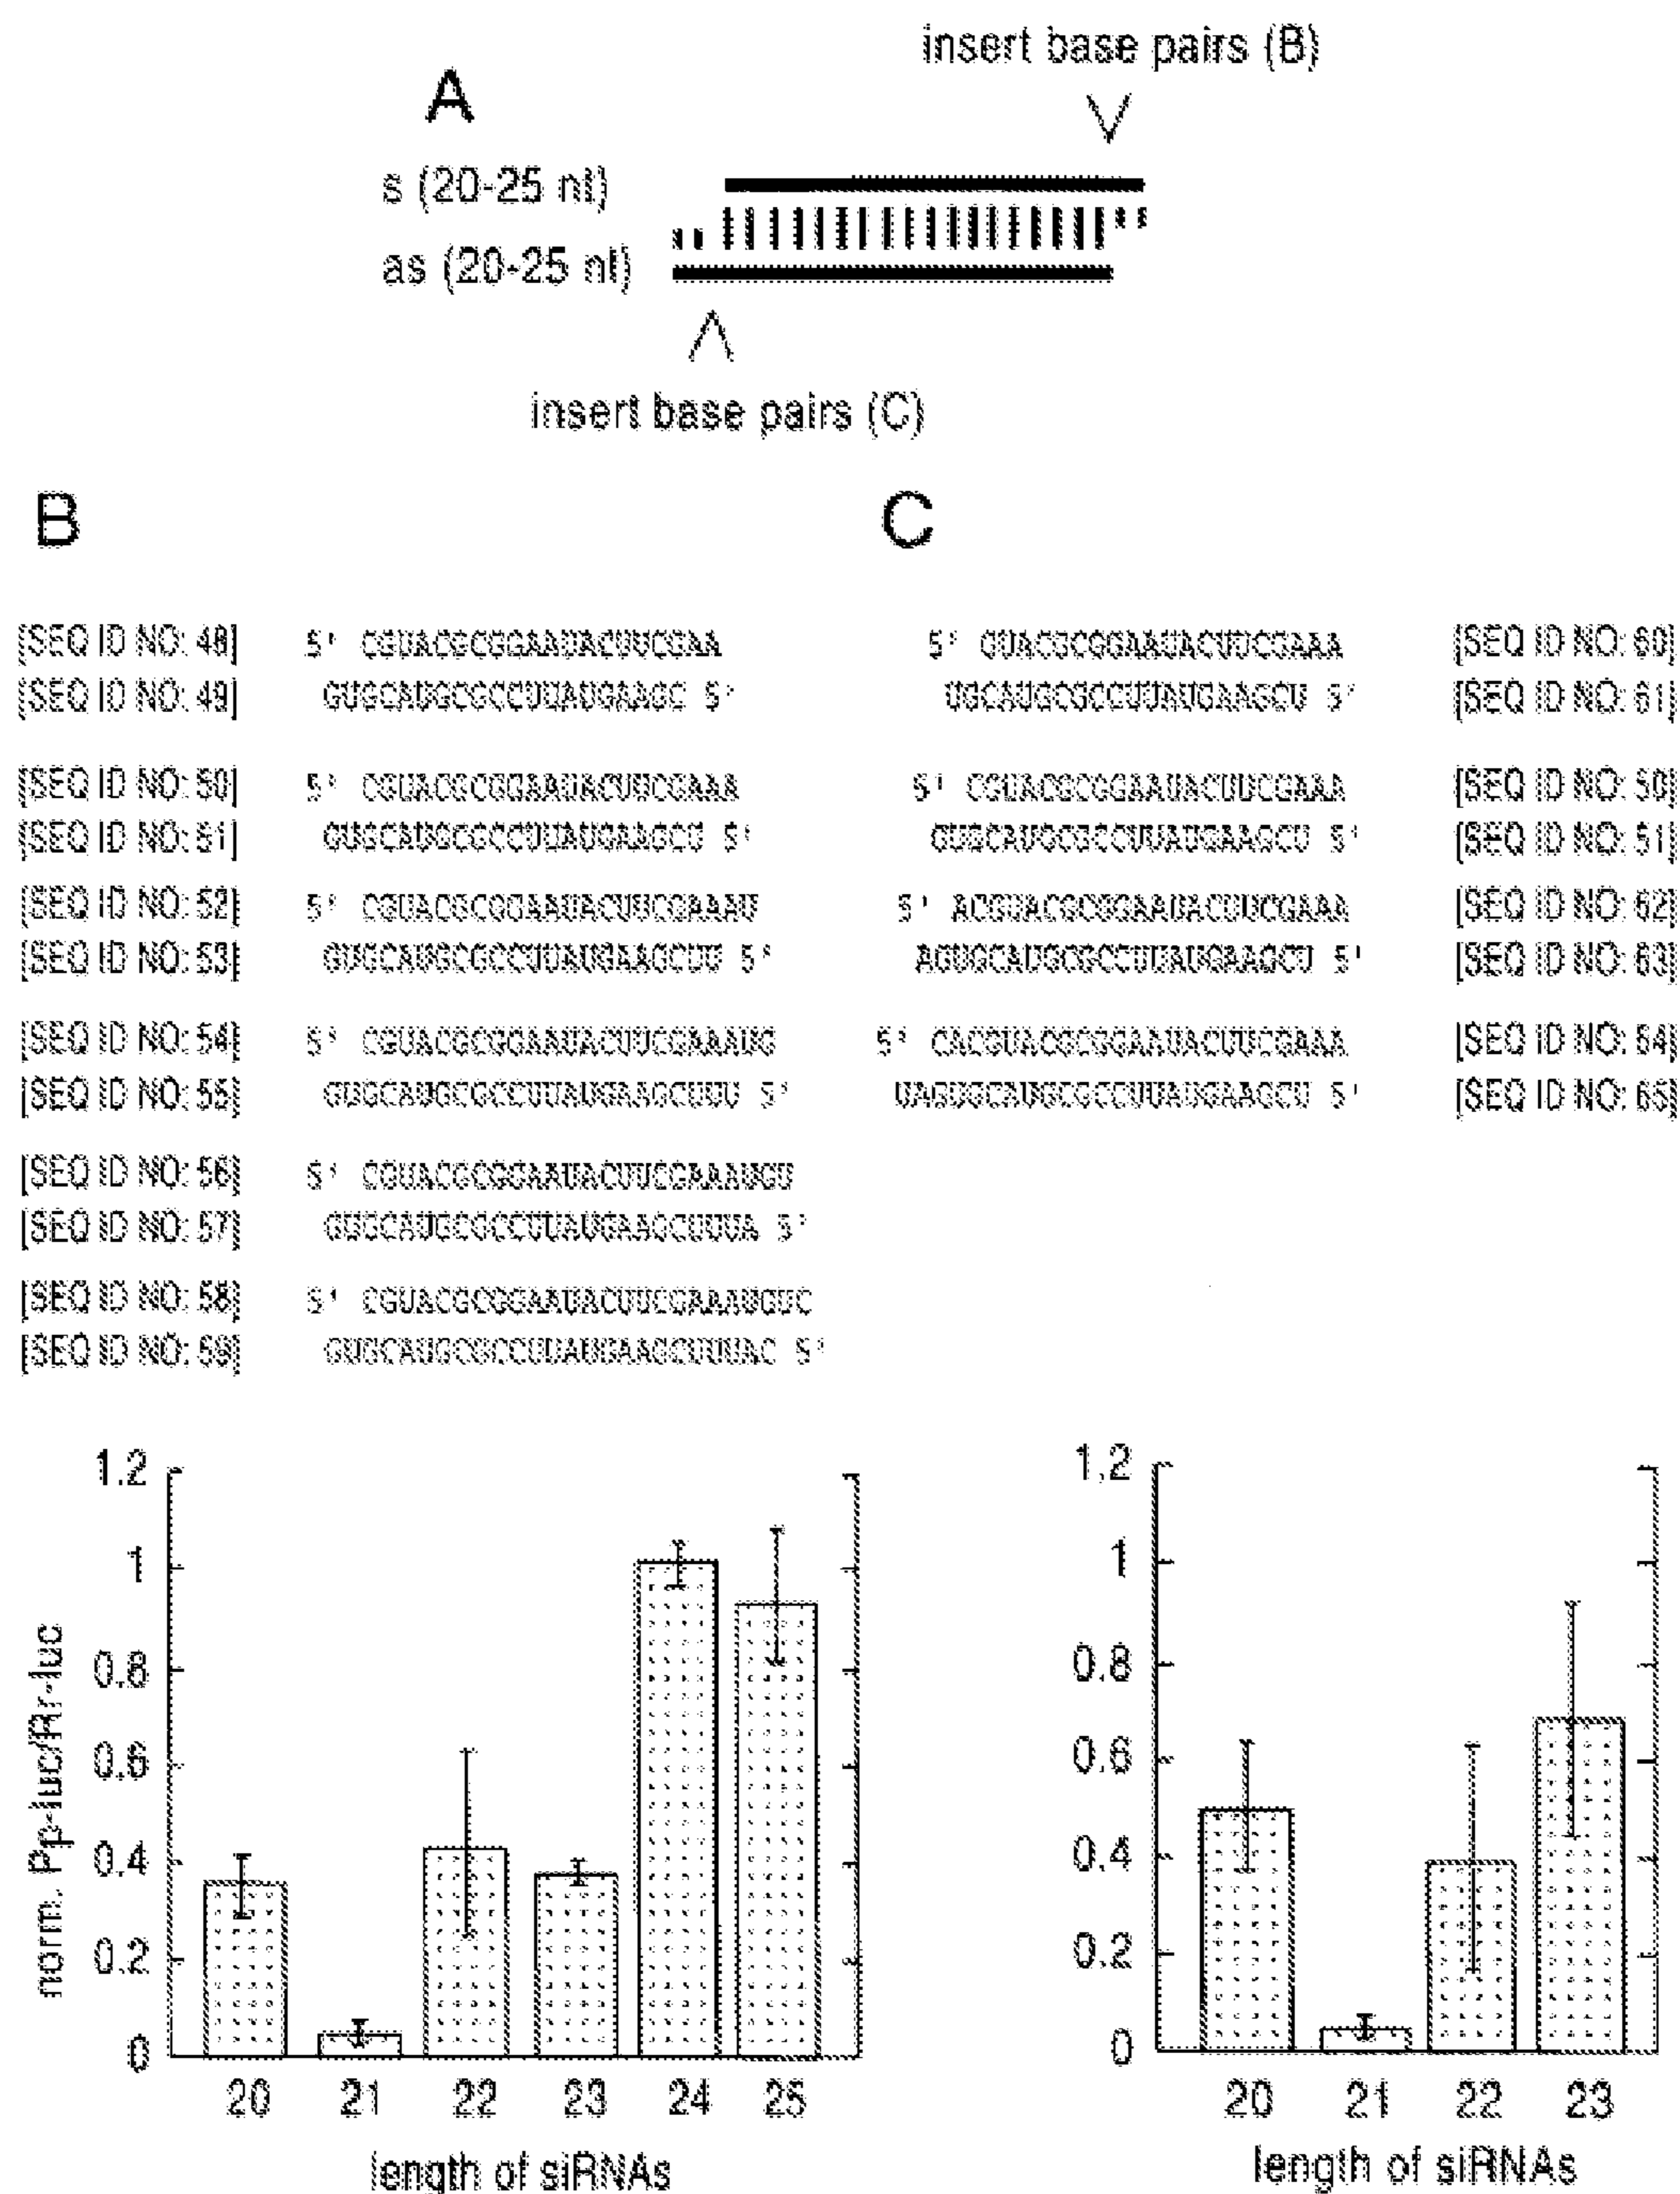 A
insert base pairs (B)
s (20-25 nt)
as (20-25 nt)
insert base pairs (C)
B
[SEQ ID NO: 48] 5' CGUACGCGGAAUACUUCGAA
[SEQ ID NO: 49] GUGCAUGCGCCUUAUGAAGC 5'
[SEQ ID NO: 50] 5' CGUACGCGGAAUACUUCGAAA
[SEQ ID NO: 51] GUGCAUGCGCCUUAUGAAGCU 5'
[SEQ ID NO: 52] 5' CGUACGCGGAAUACUUCGAAAU
[SEQ ID NO: 53] GUGCAUGCGCCUUAUGAAGCUU 5'
[SEQ ID NO: 54] 5' CGUACGCGGAAUACUUCGAAAUG
[SEQ ID NO: 55] GUGCAUGCGCCUUAUGAAGCUUU 5'
[SEQ ID NO: 56] 5' CGUACGCGGAAUACUUCGAAAUGU
[SEQ ID NO: 57] GUGCAUGCGCCUUAUGAAGCUUUA 5'
[SEQ ID NO: 58] 5' CGUACGCGGAAUACUUCGAAAUGUC
[SEQ ID NO: 59] GUGCAUGCGCCUUAUGAAGCUUUAC 5'
norm. Pp-luc/Rr-luc
1.2
1
0.8
0.6
0.4
0.2
0
20 21 22 23 24 25
length of siRNAs
C
5' GUACGCGGAAUACUUCGAAA [SEQ ID NO: 60]
UGCAUGCGCCUUAUGAAGCU 5' [SEQ ID NO: 61]
5' CGUACGCGGAAUACUUCGAAA [SEQ ID NO: 50]
GUGCAUGCGCCUUAUGAAGCU 5' [SEQ ID NO: 51]
5' ACGUACGCGGAAUACUUCGAAA [SEQ ID NO: 62]
AGUGCAUGCGCCUUAUGAAGCU 5' [SEQ ID NO: 63]
5' CACGUACGCGGAAUACUUCGAAA [SEQ ID NO: 64]
UAGUGCAUGCGCCUUAUGAAGCU 5' [SEQ ID NO: 65]
1.2
1
0.8
0.6
0.4
0.2
0
20 21 22 23
length of siRNAs